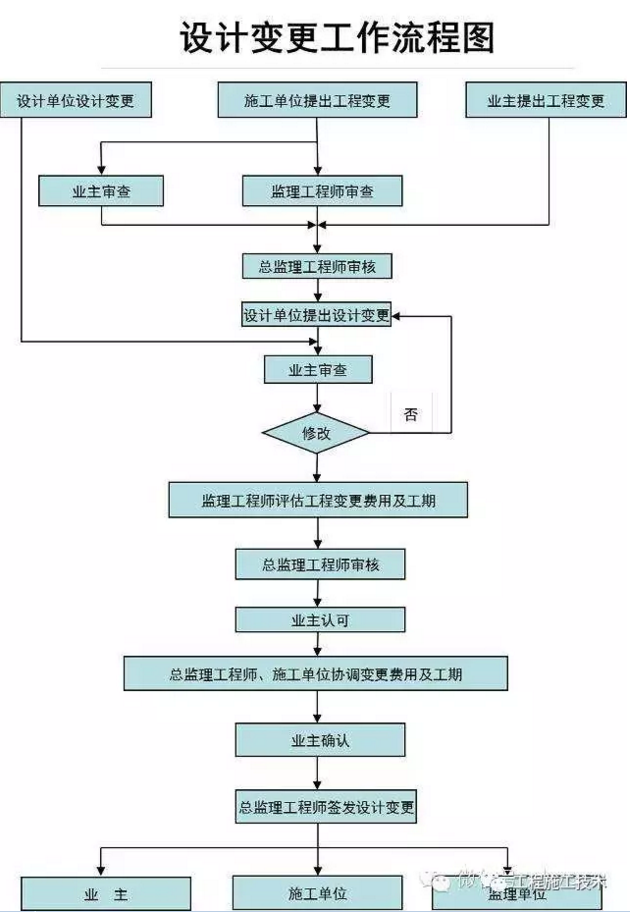 设计变更工作流程图
设计单位设计变更
施工单位提出工程变更
业主提出工程变更
业主审查
监理工程师审查
总监理工程师审核
设计单位提出设计变更
业主审查
修改
否
监理工程师评估工程变更费用及工期
总监理工程师审核
业主认可
总监理工程师、施工单位协调变更费用及工期
业主确认
总监理工程师签发设计变更
业 主
施工单位
监理单位
工程施工技术